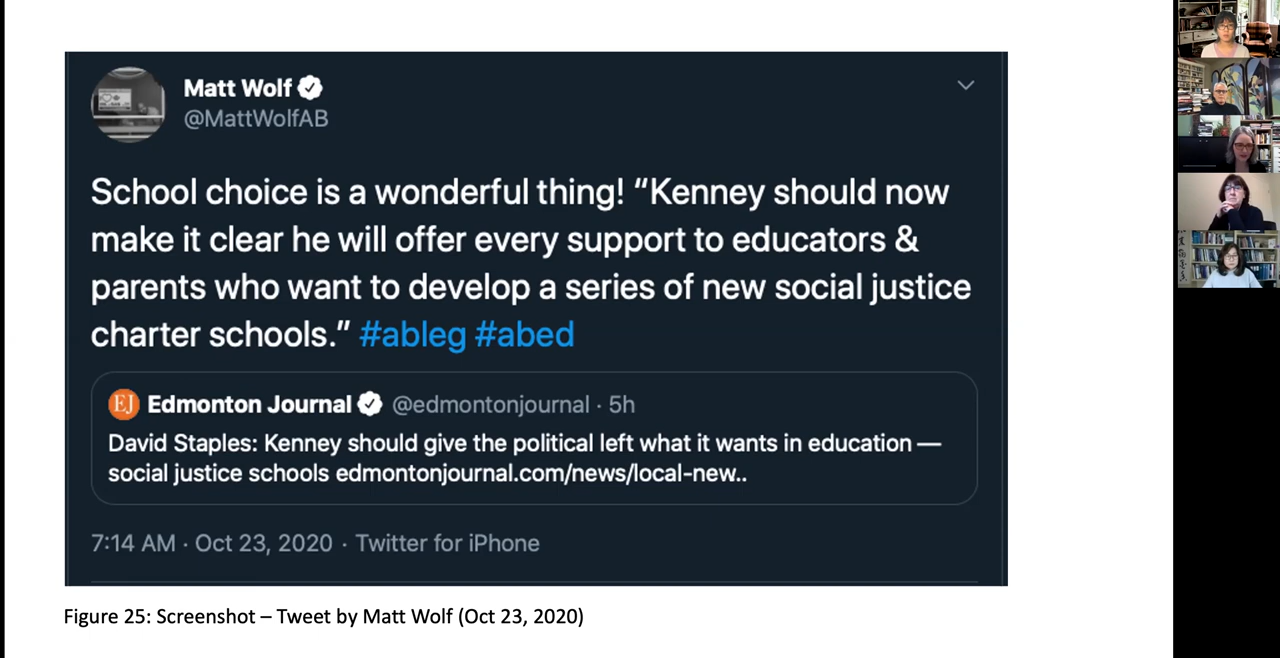 Matt Wolf
@MattWolfAB
School choice is a wonderful thing! “Kenney should now
make it clear he will offer every support to educators &
parents who want to develop a series of new social justice
charter schools.” #ableg #abed
EJ Edmonton Journal @edmontonjournal · 5h
David Staples: Kenney should give the political left what it wants in education —
social justice schools edmontonjournal.com/news/local-new..
7:14 AM · Oct 23, 2020 · Twitter for iPhone
Figure 25: Screenshot – Tweet by Matt Wolf (Oct 23, 2020)